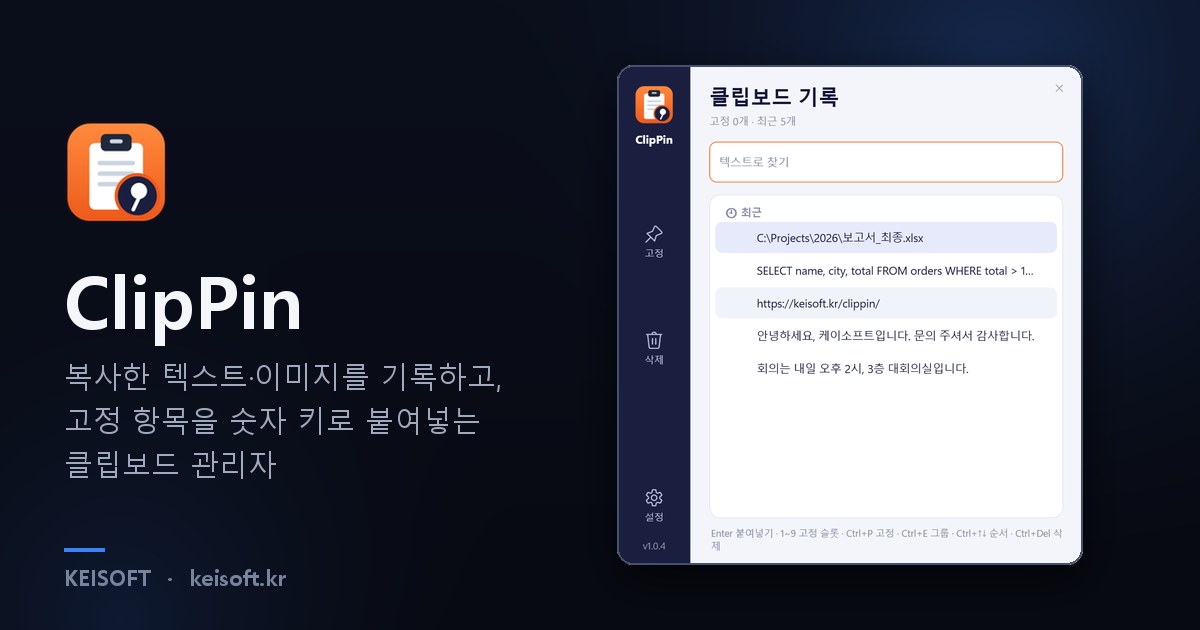 ClipPin
복사한 텍스트·이미지를 기록하고,
고정 항목을 숫자 키로 붙여넣는
클립보드 관리자
KEISOFT · keisoft.kr
ClipPin
고정
삭제
설정
v1.0.4
클립보드 기록
고정 0개 · 최근 5개
텍스트로 찾기
최근
C:\Projects\2026\보고서_최종.xlsx
SELECT name, city, total FROM orders WHERE total > 1...
https://keisoft.kr/clippin/
안녕하세요, 케이소프트입니다. 문의 주셔서 감사합니다.
회의는 내일 오후 2시, 3층 대회의실입니다.
Enter 붙여넣기 · 1~9 고정 슬롯 · Ctrl+P 고정 · Ctrl+E 그룹 · Ctrl+↑↓ 순서 · Ctrl+Del 삭
제